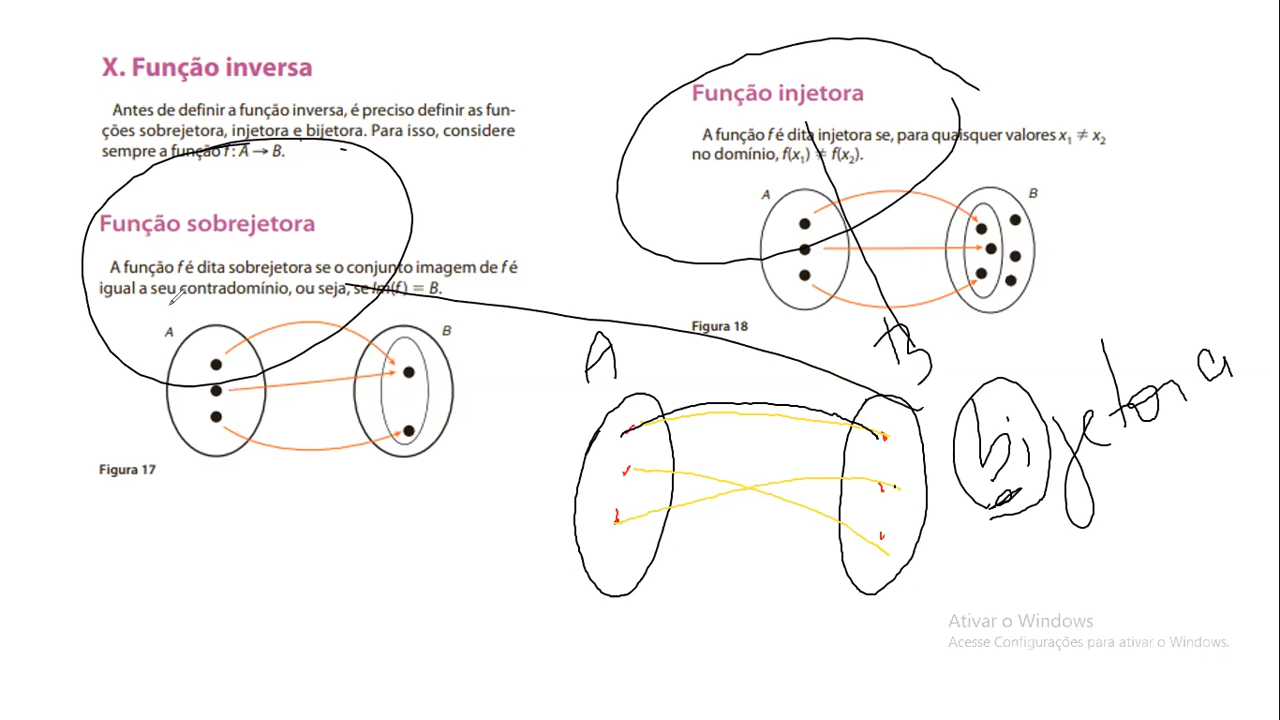 X. Função inversa
Antes de definir a função inversa, é preciso definir as fun-
ções sobrejetora, injetora e bijetora. Para isso, considere
sempre a função f: A → B.
Função sobrejetora
A função f é dita sobrejetora se o conjunto imagem de f é
igual a seu contradomínio, ou seja, se Im(f) = B.
A
B
Figura 17
Função injetora
A função f é dita injetora se, para quaisquer valores x₁ ≠ x₂
no domínio, f(x₁) ≠ f(x₂).
A
B
Figura 18
A
B
bijetora
Ativar o Windows
Acesse Configurações para ativar o Windows.